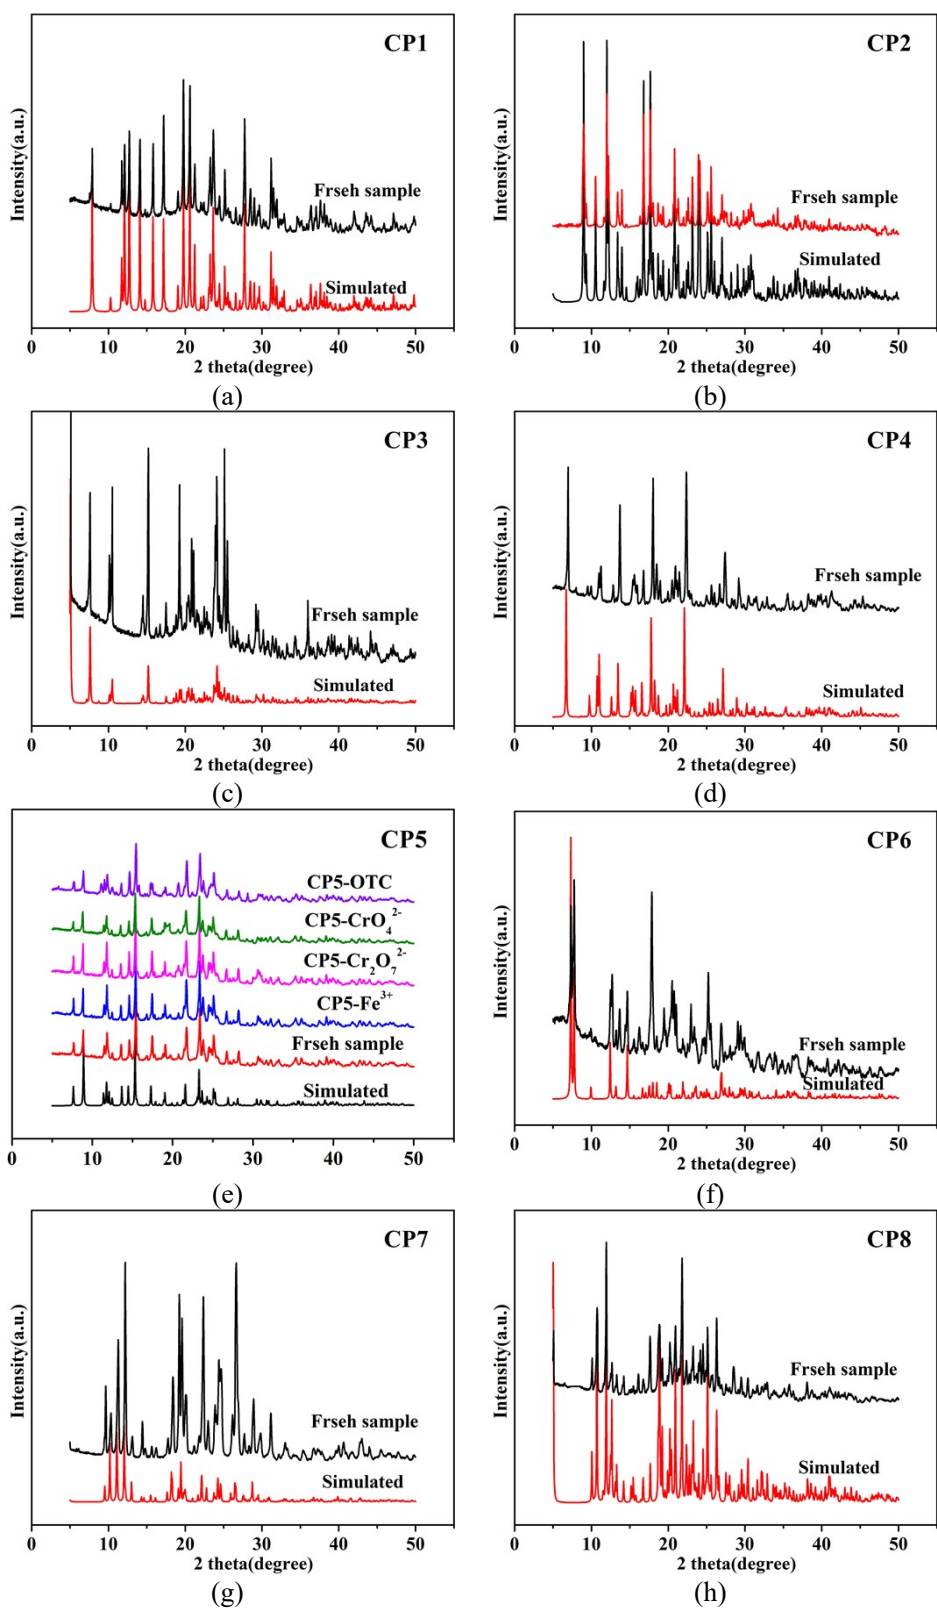 CP1
Intensity(a.u.)
Frseh sample
Simulated
0 10 20 30 40 50
2 theta(degree)
(a)
CP2
Intensity(a.u.)
Frseh sample
Simulated
0 10 20 30 40 50
2 theta(degree)
(b)
CP3
Intensity(a.u.)
Frseh sample
Simulated
0 10 20 30 40 50
2 theta(degree)
(c)
CP4
Intensity(a.u.)
Frseh sample
Simulated
0 10 20 30 40 50
2 theta(degree)
(d)
CP5
Intensity(a.u.)
CP5-OTC
CP5-CrO₄²⁻
CP5-Cr₂O₇²⁻
CP5-Fe³⁺
Frseh sample
Simulated
0 10 20 30 40 50
2 theta(degree)
(e)
CP6
Intensity(a.u.)
Frseh sample
Simulated
0 10 20 30 40 50
2 theta(degree)
(f)
CP7
Intensity(a.u.)
Frseh sample
Simulated
0 10 20 30 40 50
2 theta(degree)
(g)
CP8
Intensity(a.u.)
Frseh sample
Simulated
0 10 20 30 40 50
2 theta(degree)
(h)